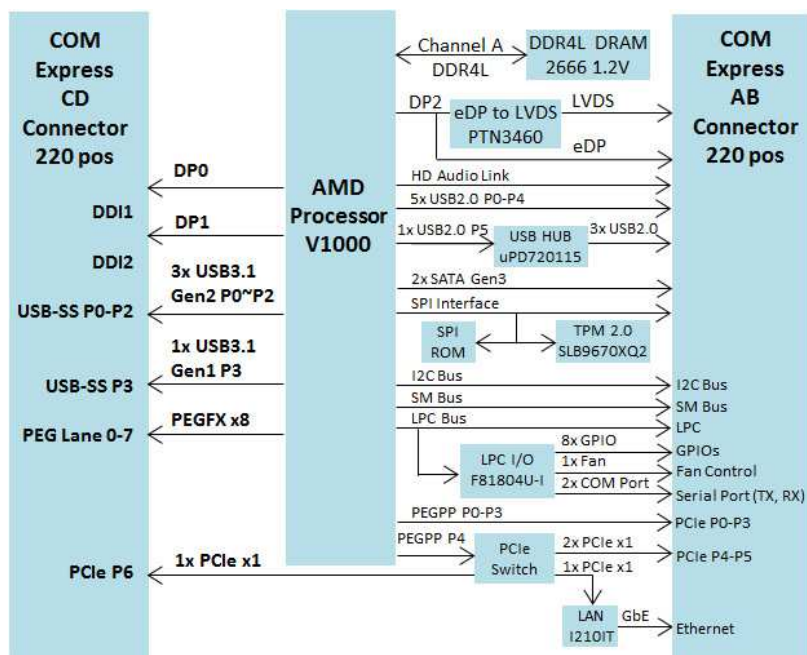 COM
Express
CD
Connector
220 pos
DP0
DDI1
DP1
DDI2
3x USB3.1
Gen2 P0~P2
USB-SS P0-P2
1x USB3.1
Gen1 P3
USB-SS P3
PEGFX x8
PEG Lane 0-7
1x PCIe x1
PCIe P6
AMD
Processor
V1000
Channel A
DDR4L
DDR4L DRAM
2666 1.2V
DP2
eDP to LVDS
PTN3460
LVDS
eDP
HD Audio Link
5x USB2.0 P0-P4
1x USB2.0 P5
USB HUB
uPD720115
3x USB2.0
2x SATA Gen3
SPI Interface
SPI
ROM
TPM 2.0
SLB9670XQ2
I2C Bus
SM Bus
LPC Bus
LPC I/O
F81804U-I
8x GPIO
1x Fan
2x COM Port
PEGPP P0-P3
PEGPP P4
PCIe
Switch
2x PCIe x1
1x PCIe x1
LAN
I210IT
GbE
COM
Express
AB
Connector
220 pos
I2C Bus
SM Bus
LPC
GPIOs
Fan Control
Serial Port (TX, RX)
PCIe P0-P3
PCIe P4-P5
Ethernet